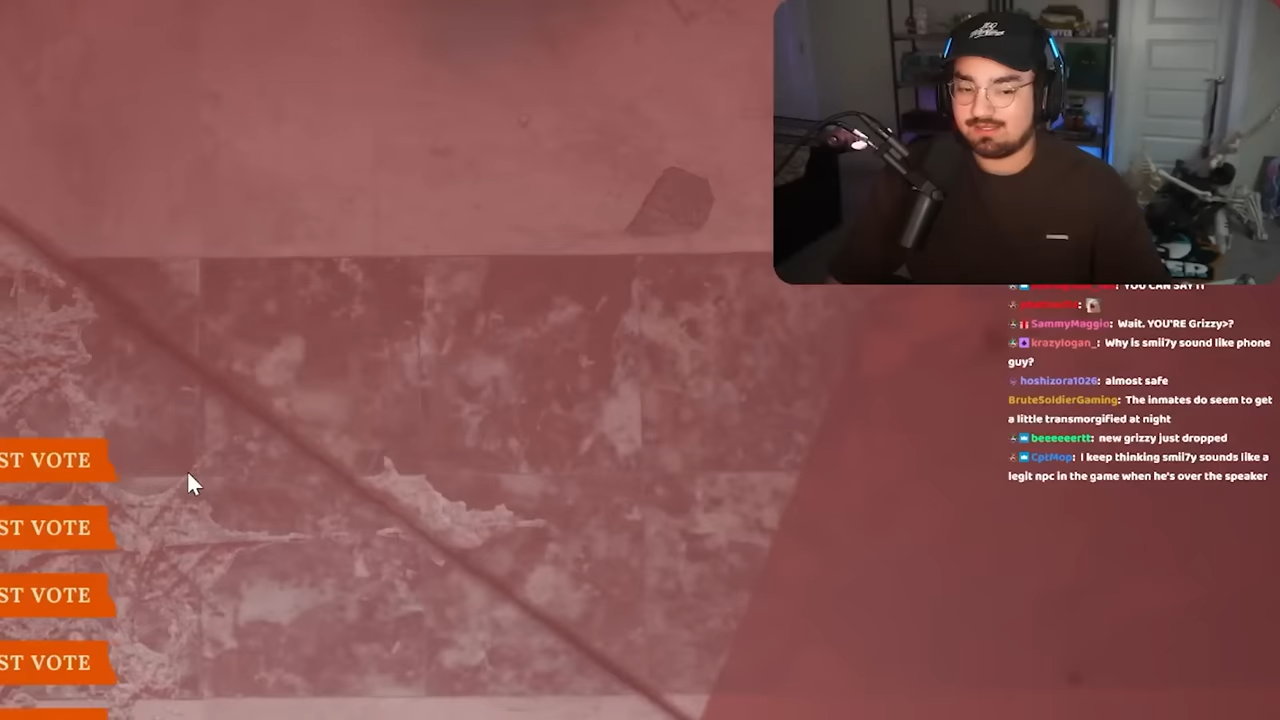 YOU CAN SAY IT
:
SammyMaggio: Wait. YOU'RE Grizzy>?
krazylogan_: Why is smii7y sound like phone
guy?
hoshizora1026: almost safe
BruteSoldierGaming: The inmates do seem to get
a little transmorgified at night
beeeeeertt: new grizzy just dropped
CptMop: I keep thinking smii7y sounds like a
legit npc in the game when he's over the speaker
ST VOTE
ST VOTE
ST VOTE
ST VOTE